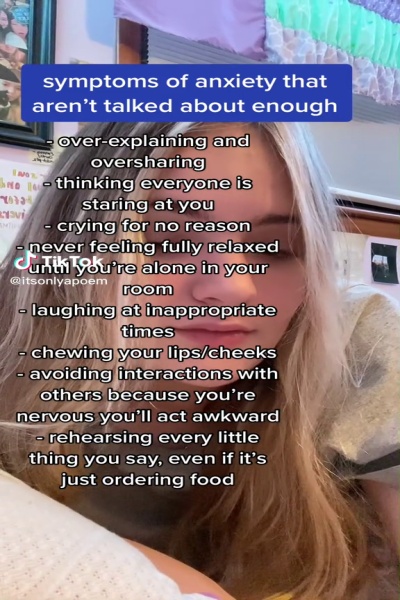 symptoms of anxiety that
aren't talked about enough
- over-explaining and
oversharing
- thinking everyone is
staring at you
- crying for no reason
- never feeling fully relaxed
until you're alone in your
room
- laughing at inappropriate
times
- chewing your lips/cheeks
- avoiding interactions with
others because you're
nervous you'll act awkward
- rehearsing every little
thing you say, even if it's
just ordering food
TikTok
@itsonlyapoem